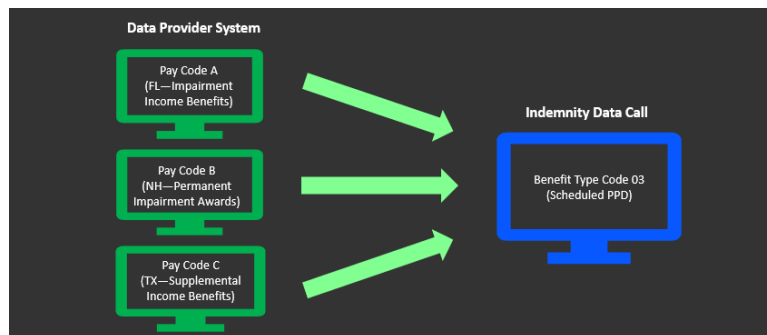 Data Provider System
Pay Code A
(FL—Impairment
Income Benefits)
Pay Code B
(NH—Permanent
Impairment Awards)
Pay Code C
(TX—Supplemental
Income Benefits)
Indemnity Data Call
Benefit Type Code 03
(Scheduled PPD)